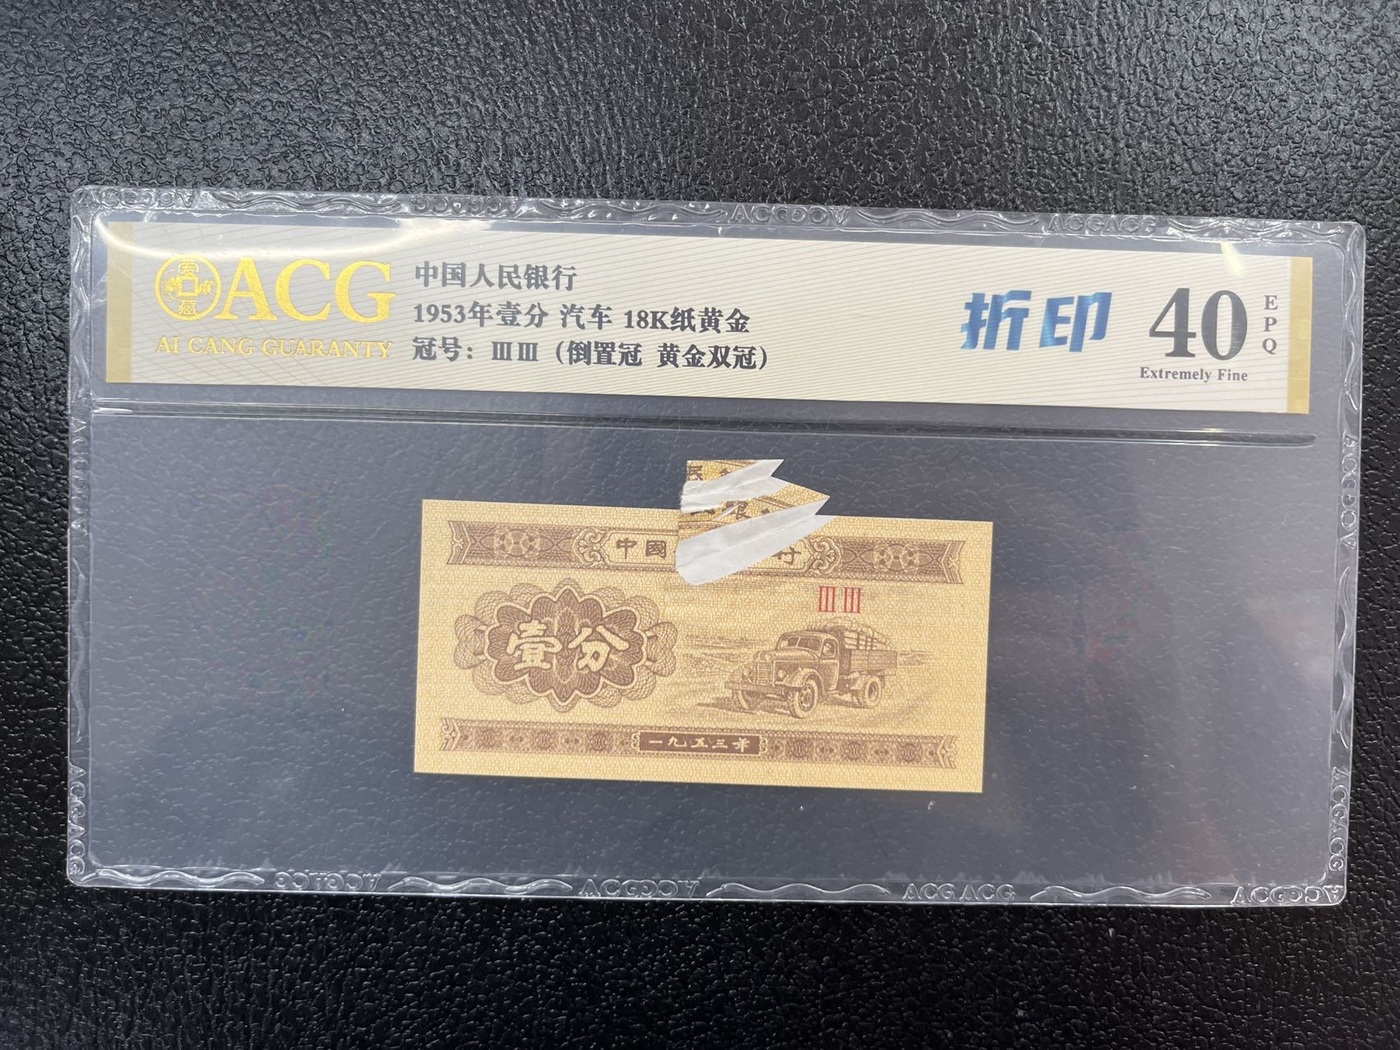 ACG
AI CANG GUARANTY
中国人民银行
1953年壹分 汽车 18K纸黄金
冠号：ⅢⅢ（倒置冠 黄金双冠）
折印
40
EPQ
Extremely Fine
中國
行
ⅢⅢ
壹分
一九五三年